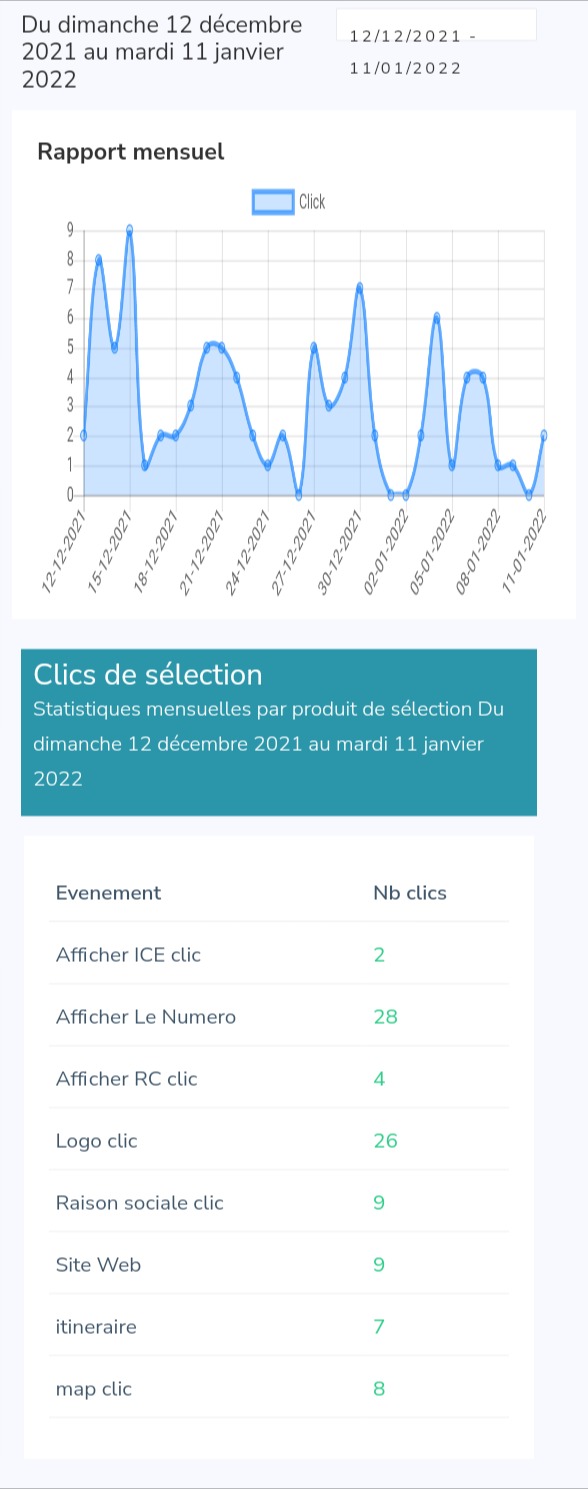 Du dimanche 12 décembre
2021 au mardi 11 janvier
2022
12/12/2021 -
11/01/2022
Rapport mensuel
Click
9
8
7
6
5
4
3
2
1
0
12-12-2021
15-12-2021
18-12-2021
21-12-2021
24-12-2021
27-12-2021
30-12-2021
02-01-2022
05-01-2022
08-01-2022
11-01-2022
Clics de sélection
Statistiques mensuelles par produit de sélection Du
dimanche 12 décembre 2021 au mardi 11 janvier
2022
Evenement Nb clics
Afficher ICE clic 2
Afficher Le Numero 28
Afficher RC clic 4
Logo clic 26
Raison sociale clic 9
Site Web 9
itineraire 7
map clic 8